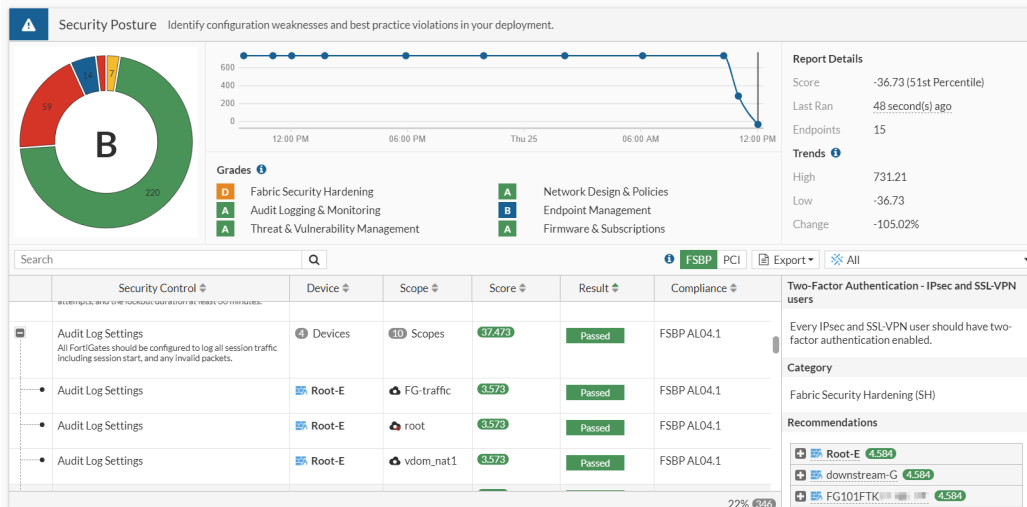 Security Posture Identify configuration weaknesses and best practice violations in your deployment.
14
7
59
B
220
600
400
200
0
12:00 PM 06:00 PM Thu 25 06:00 AM 12:00 PM
Grades
D Fabric Security Hardening
A Audit Logging & Monitoring
A Threat & Vulnerability Management
A Network Design & Policies
B Endpoint Management
A Firmware & Subscriptions
Report Details
Score -36.73 (51st Percentile)
Last Ran 48 second(s) ago
Endpoints 15
Trends
High 731.21
Low -36.73
Change -105.02%
Search
FSBP PCI Export All
Security Control Device Scope Score Result Compliance
attempts, and the lockout duration at least 30 minutes.
Audit Log Settings 4 Devices 10 Scopes 37.473 Passed FSBP AL04.1
All FortiGates should be configured to log all session traffic
including session start, and any invalid packets.
Audit Log Settings Root-E FG-traffic 3.573 Passed FSBP AL04.1
Audit Log Settings Root-E root 3.573 Passed FSBP AL04.1
Audit Log Settings Root-E vdom_nat1 3.573 Passed FSBP AL04.1
22% 346
Two-Factor Authentication - IPsec and SSL-VPN
users
Every IPsec and SSL-VPN user should have two-
factor authentication enabled.
Category
Fabric Security Hardening (SH)
Recommendations
Root-E 4.584
downstream-G 4.584
FG101FTK 4.584